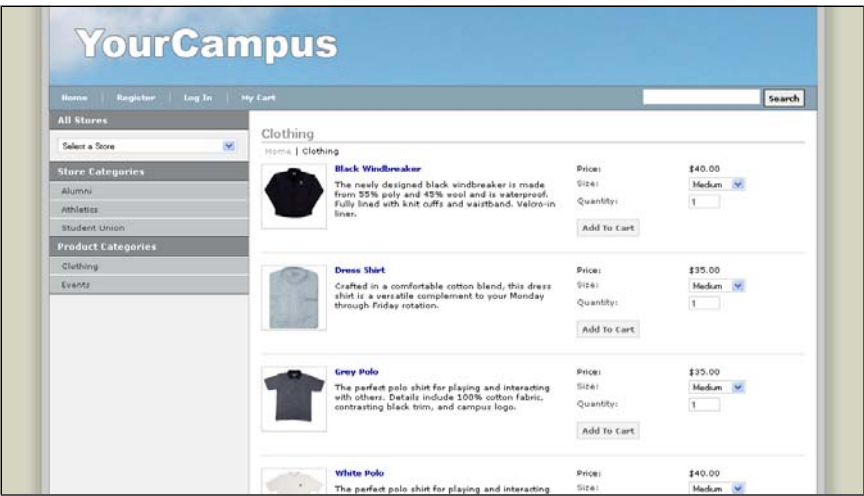 YourCampus
Home | Register | Log In | My Cart
Search
All Stores
Select a Store
Store Categories
Alumni
Athletics
Student Union
Product Categories
Clothing
Events
Clothing
Home | Clothing
Black Windbreaker
The newly designed black windbreaker is made
from 55% poly and 45% wool and is waterproof.
Fully lined with knit cuffs and waistband. Velcro-in
liner.
Price: $40.00
Size: Medium
Quantity: 1
Add To Cart
Dress Shirt
Crafted in a comfortable cotton blend, this dress
shirt is a versatile complement to your Monday
through Friday rotation.
Price: $35.00
Size: Medium
Quantity: 1
Add To Cart
Grey Polo
The perfect polo shirt for playing and interacting
with others. Details include 100% cotton fabric,
contrasting black trim, and campus logo.
Price: $35.00
Size: Medium
Quantity: 1
Add To Cart
White Polo
The perfect polo shirt for playing and interacting
Price: $40.00
Size: Medium